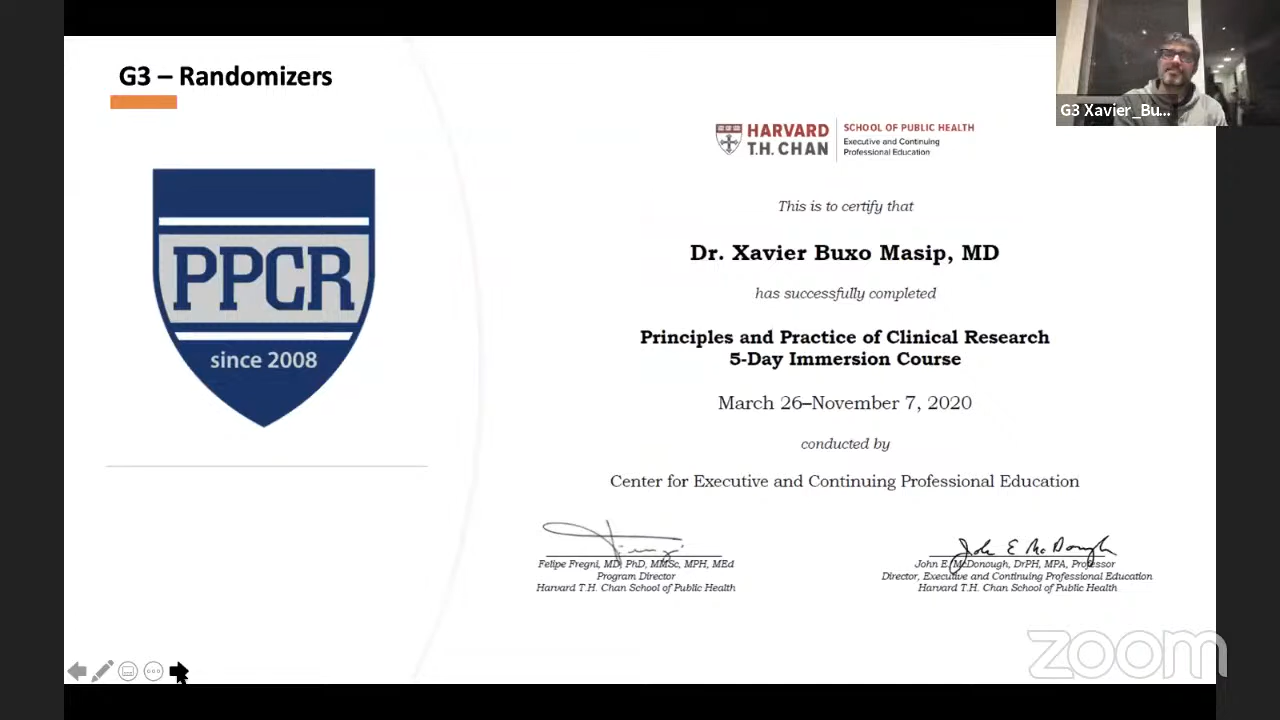 G3 – Randomizers
G3 Xavier_Bu...
PPCR
since 2008
HARVARD
T.H. CHAN
SCHOOL OF PUBLIC HEALTH
Executive and Continuing
Professional Education
This is to certify that
Dr. Xavier Buxo Masip, MD
has successfully completed
Principles and Practice of Clinical Research
5-Day Immersion Course
March 26–November 7, 2020
conducted by
Center for Executive and Continuing Professional Education
John E McDonough
Felipe Fregni, MD, PhD, MMSc, MPH, MEd
Program Director
Harvard T.H. Chan School of Public Health
John E. McDonough, DrPH, MPA, Professor
Director, Executive and Continuing Professional Education
Harvard T.H. Chan School of Public Health
zoom